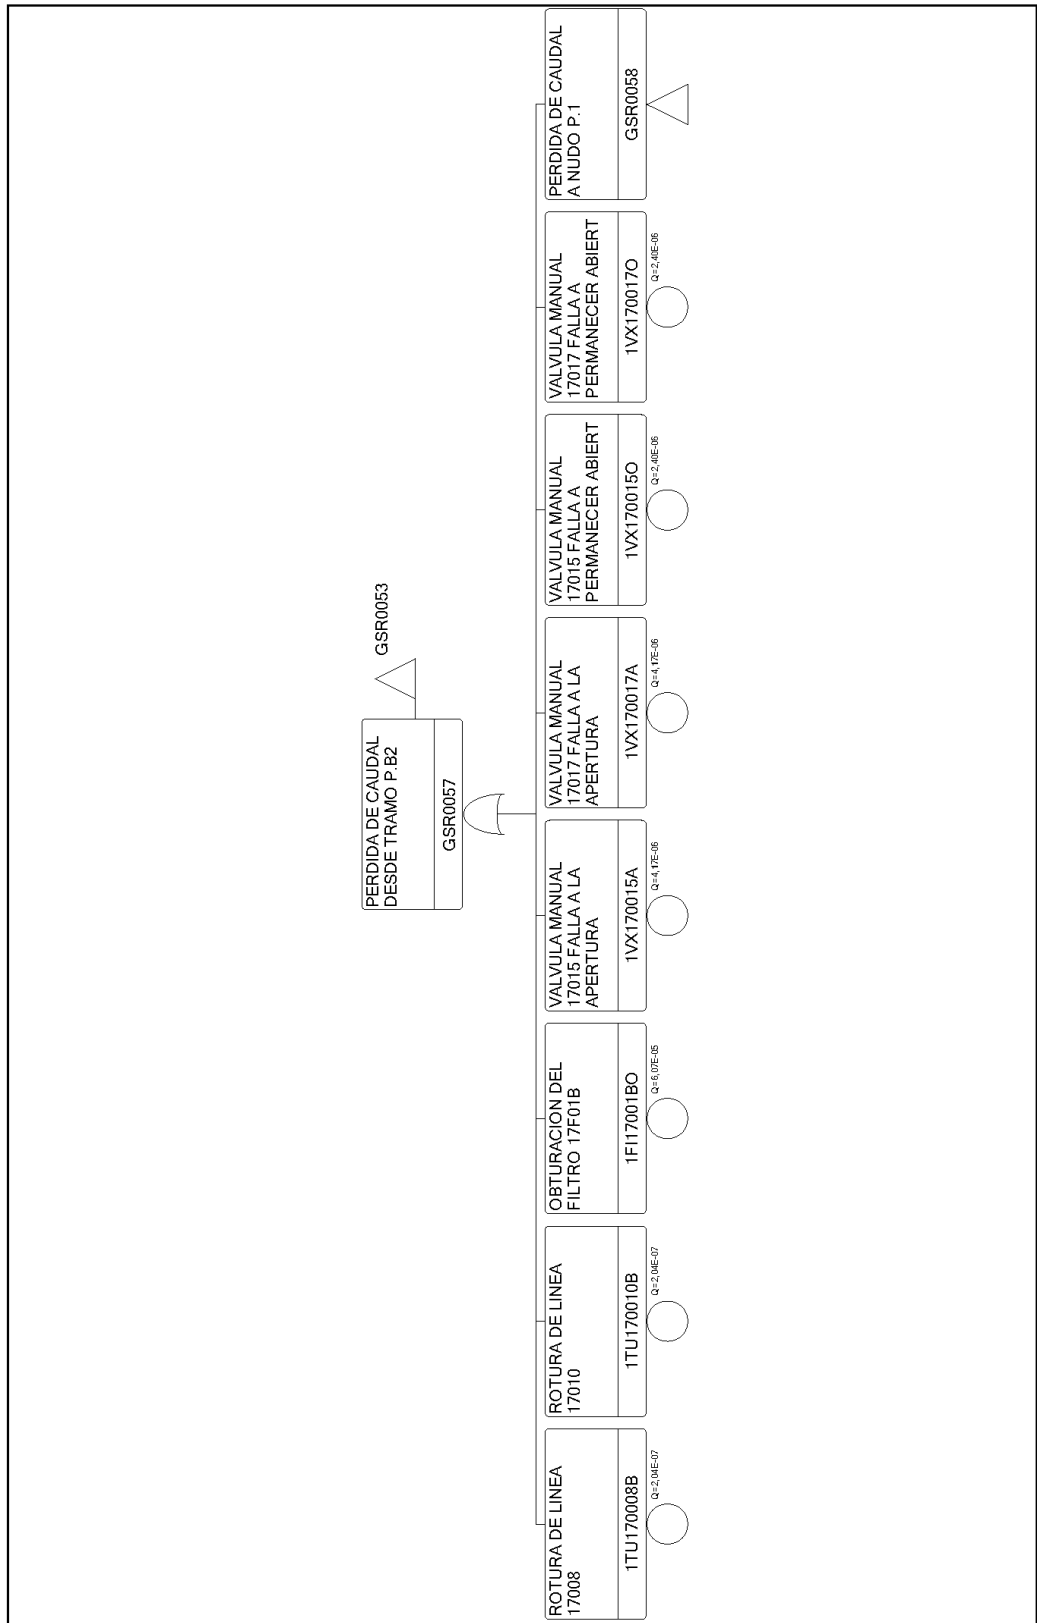 PERDIDA DE CAUDAL
DESDE TRAMO P.B2
GSR0057
GSR0053
ROTURA DE LINEA
17008
1TU170008B
Q=2,04E-07
ROTURA DE LINEA
17010
1TU170010B
Q=2,04E-07
OBTURACION DEL
FILTRO 17F01B
1FI17001BO
Q=6,07E-05
VALVULA MANUAL
17015 FALLA A LA
APERTURA
1VX170015A
Q=4,17E-06
VALVULA MANUAL
17017 FALLA A LA
APERTURA
1VX170017A
Q=4,17E-06
VALVULA MANUAL
17015 FALLA A
PERMANECER ABIERT
1VX170015O
Q=2,40E-06
VALVULA MANUAL
17017 FALLA A
PERMANECER ABIERT
1VX170017O
Q=2,40E-06
PERDIDA DE CAUDAL
A NUDO P.1
GSR0058